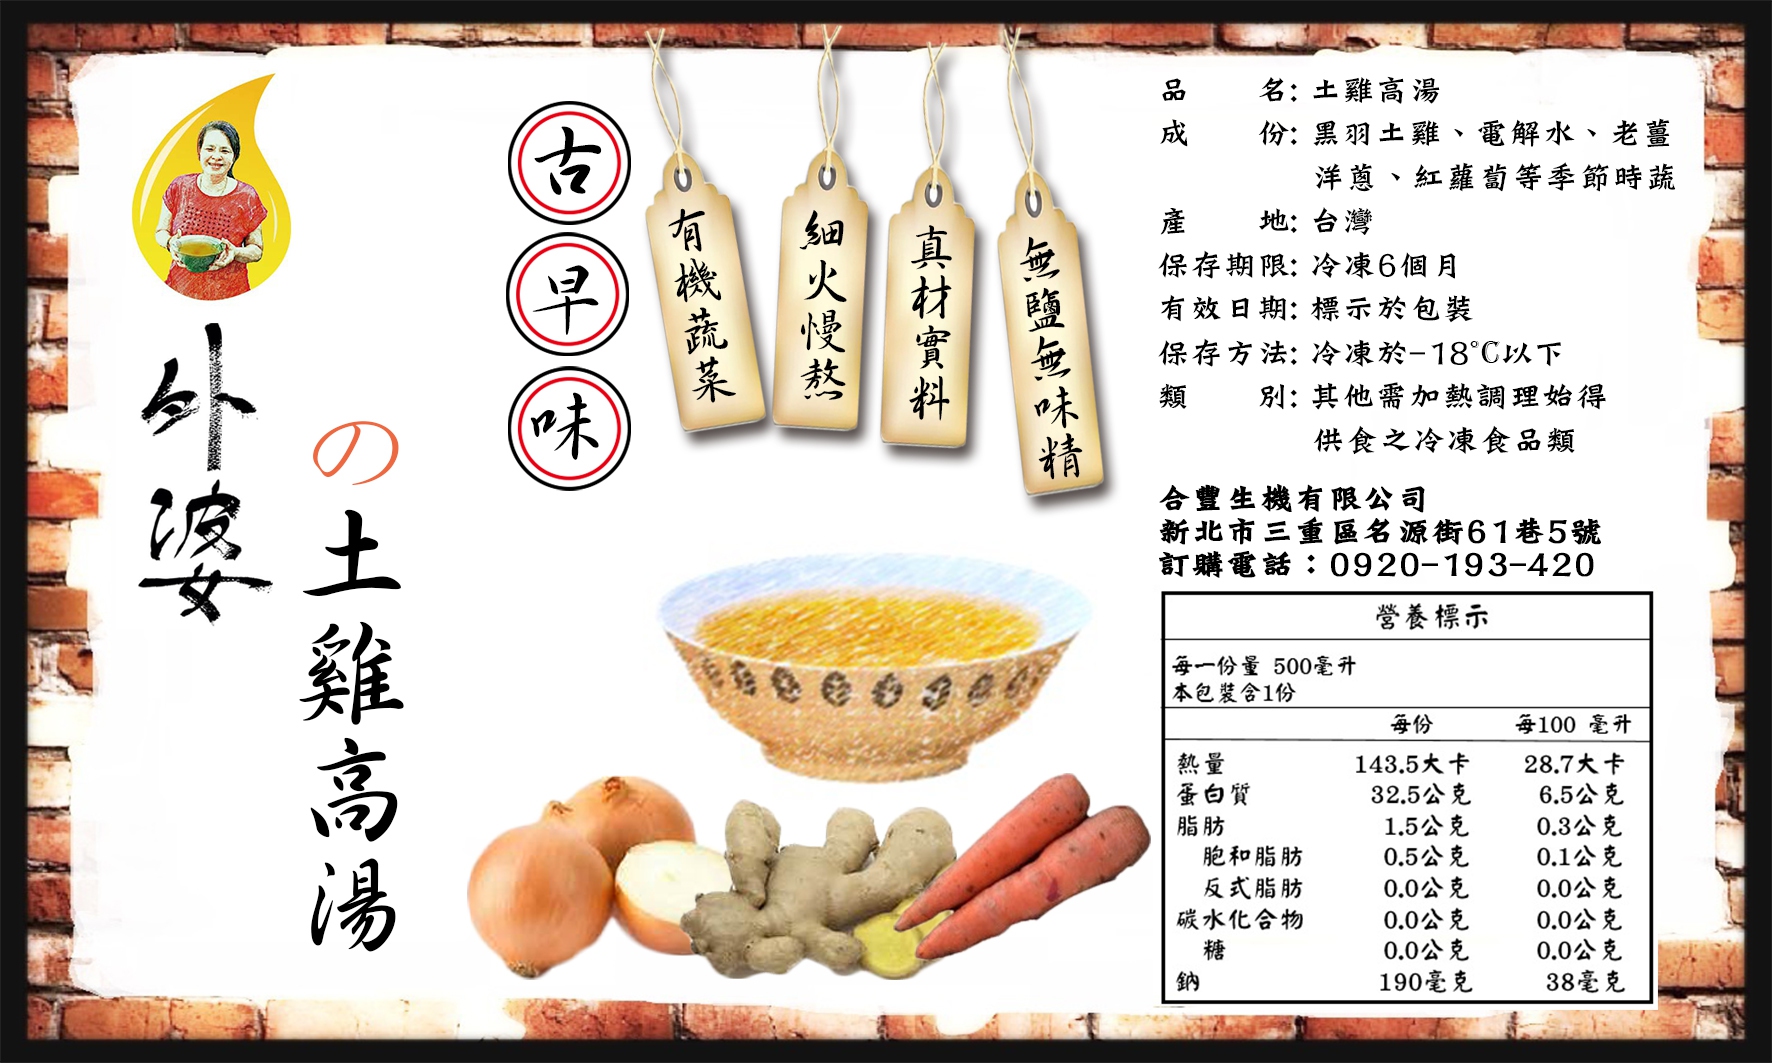 外婆
の土雞高湯
古早味
有機蔬菜
細火慢熬
真材實料
無鹽無味精
品名: 土雞高湯
成份: 黑羽土雞、電解水、老薑
洋蔥、紅蘿蔔等季節時蔬
產地: 台灣
保存期限: 冷凍6個月
有效日期: 標示於包裝
保存方法: 冷凍於-18℃以下
類別: 其他需加熱調理始得
供食之冷凍食品類
合豐生機有限公司
新北市三重區名源街61巷5號
訂購電話：0920-193-420
營養標示
每一份量 500毫升
本包裝含1份
每份 每100 毫升
熱量 143.5大卡 28.7大卡
蛋白質 32.5公克 6.5公克
脂肪 1.5公克 0.3公克
胞和脂肪 0.5公克 0.1公克
反式脂肪 0.0公克 0.0公克
碳水化合物 0.0公克 0.0公克
糖 0.0公克 0.0公克
鈉 190毫克 38毫克